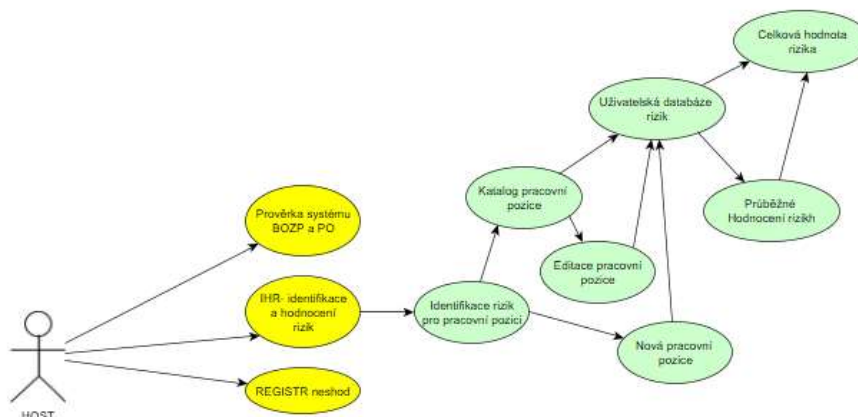 Celková hodnota
rizika
Uživatelská databáze
rizik
Katalog pracovní
pozice
Průběžné
Hodnocení rizikh
Prověrka systému
BOZP a PO
Editace pracovní
pozice
IHR- identifikace
a hodnocení
rizik
Identifikace rizik
pro pracovní pozici
Nová pracovní
pozice
REGISTR neshod
HOST